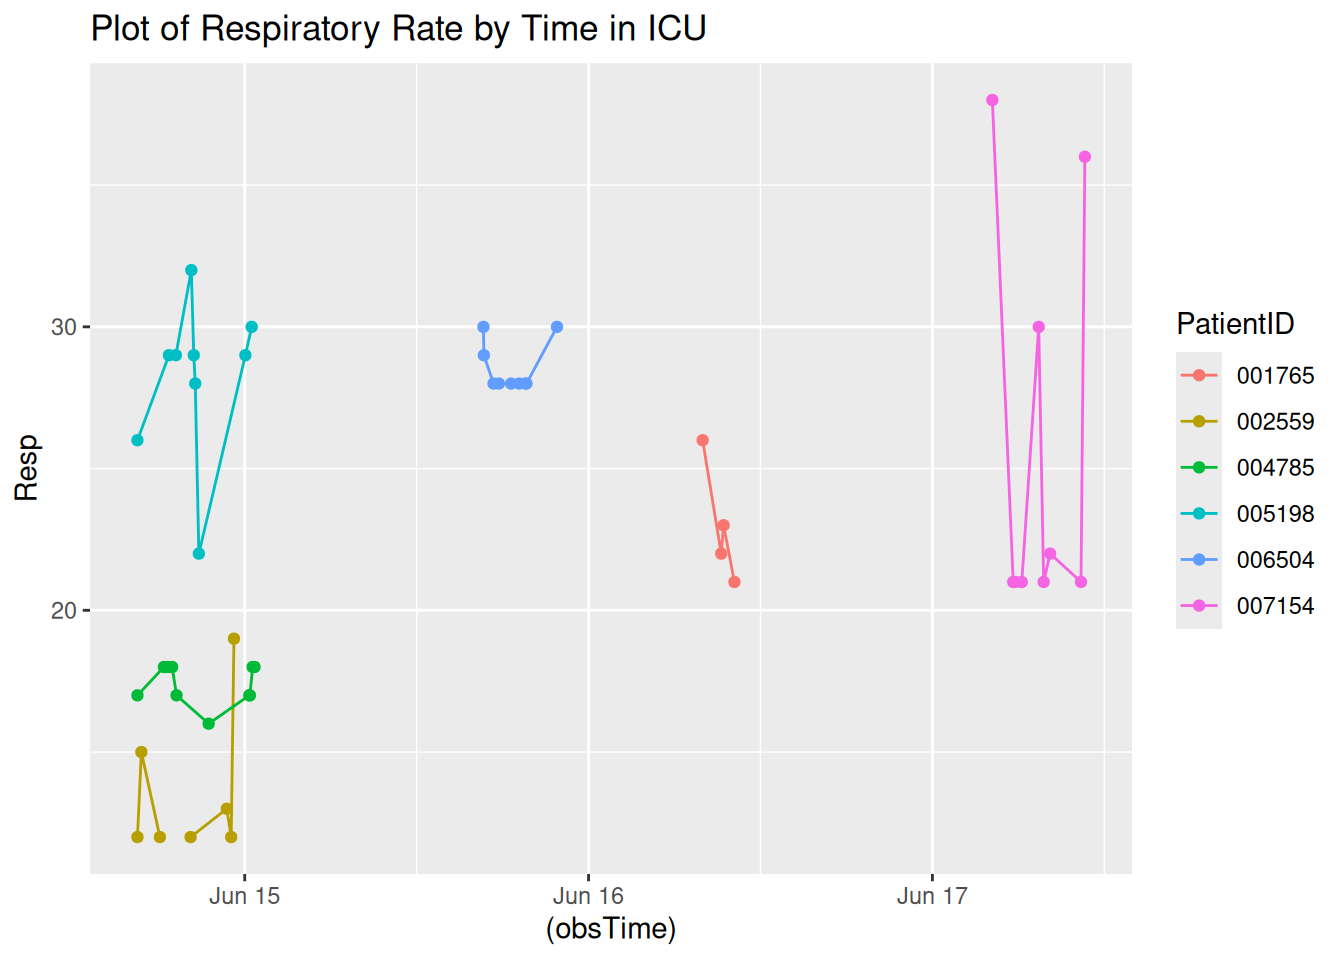 Plot of Respiratory Rate by Time in ICU
Resp
30
20
Jun 15
Jun 16
Jun 17
(obsTime)
PatientID
001765
002559
004785
005198
006504
007154